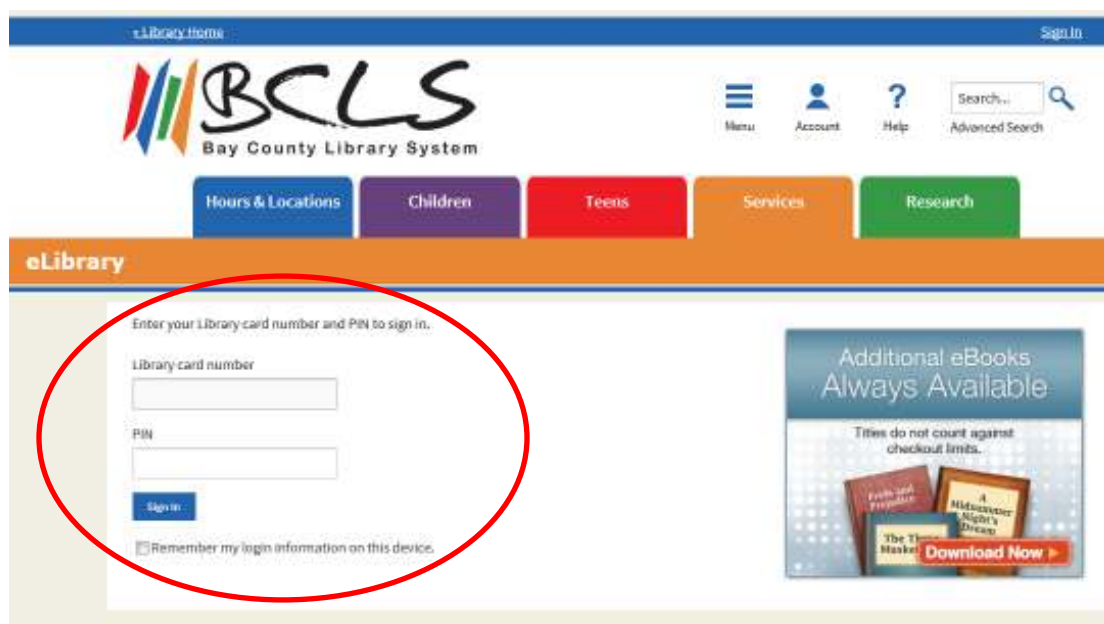 eLibrary Home
Sign In
BCLS
Bay County Library System
Menu
Account
Help
Search...
Advanced Search
Hours & Locations
Children
Teens
Services
Research
eLibrary
Enter your Library card number and PIN to sign in.
Library card number
PIN
Sign In
Remember my login information on this device.
Additional eBooks
Always Available
Titles do not count against
checkout limits.
Pride and
Prejudice
A
Midsummer
Night's
Dream
The
Download Now